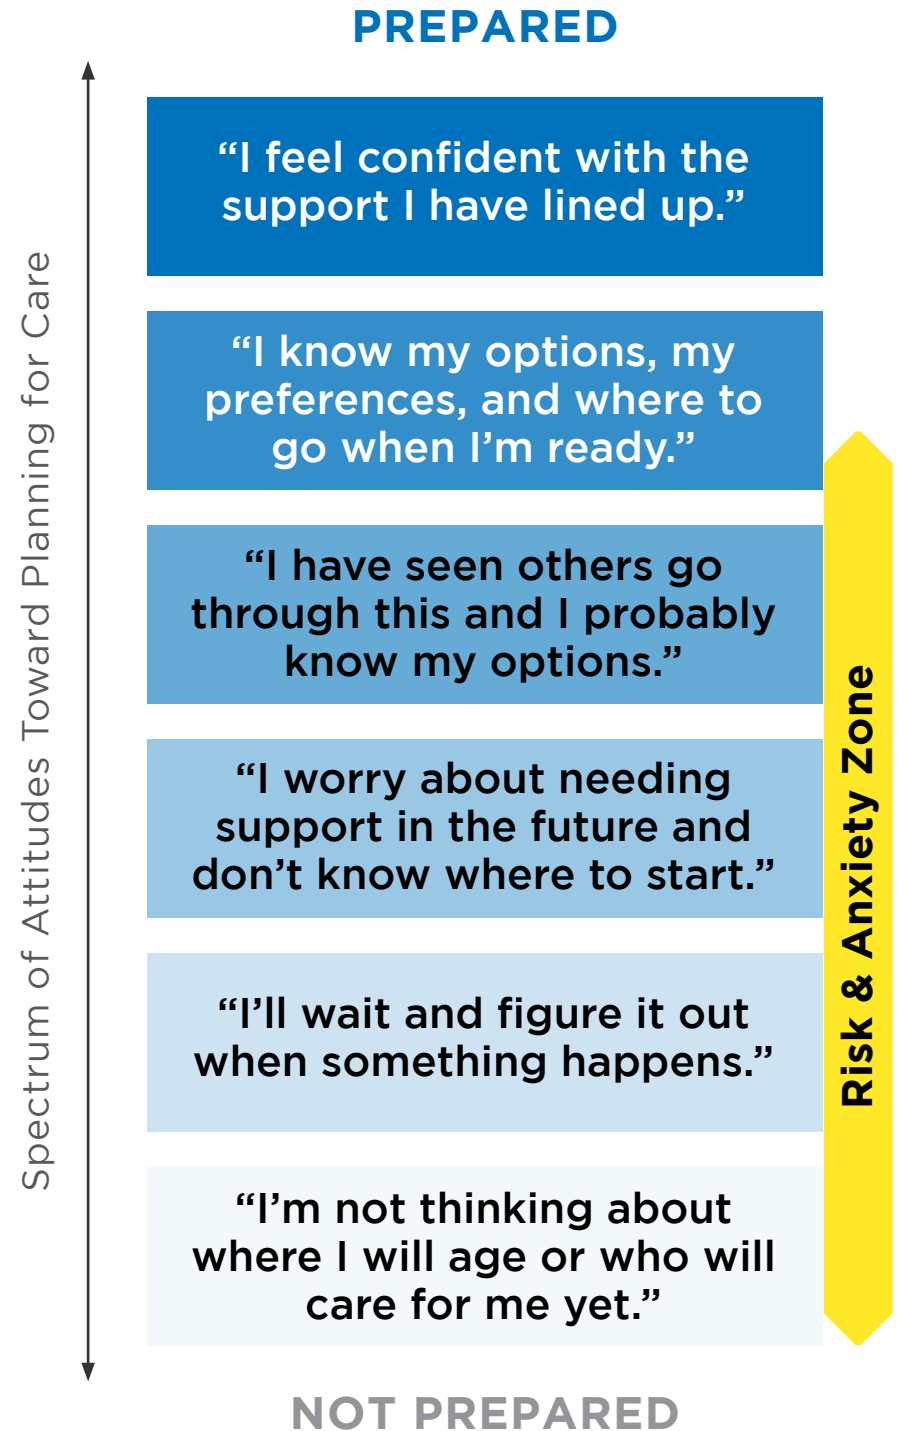 PREPARED
“I feel confident with the
support I have lined up.”
“I know my options, my
preferences, and where to
go when I’m ready.”
“I have seen others go
through this and I probably
know my options.”
“I worry about needing
support in the future and
don’t know where to start.”
“I’ll wait and figure it out
when something happens.”
“I’m not thinking about
where I will age or who will
care for me yet.”
NOT PREPARED
Spectrum of Attitudes Toward Planning for Care
Risk & Anxiety Zone